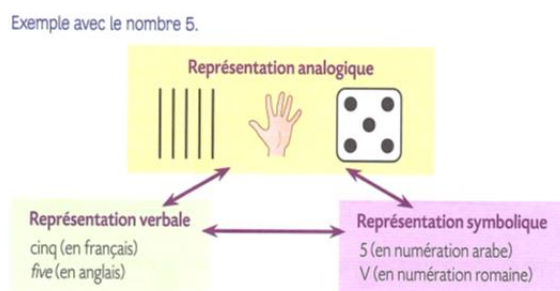 Exemple avec le nombre 5.
Représentation analogique
Représentation verbale
cinq (en français)
five (en anglais)
Représentation symbolique
5 (en numération arabe)
V (en numération romaine)